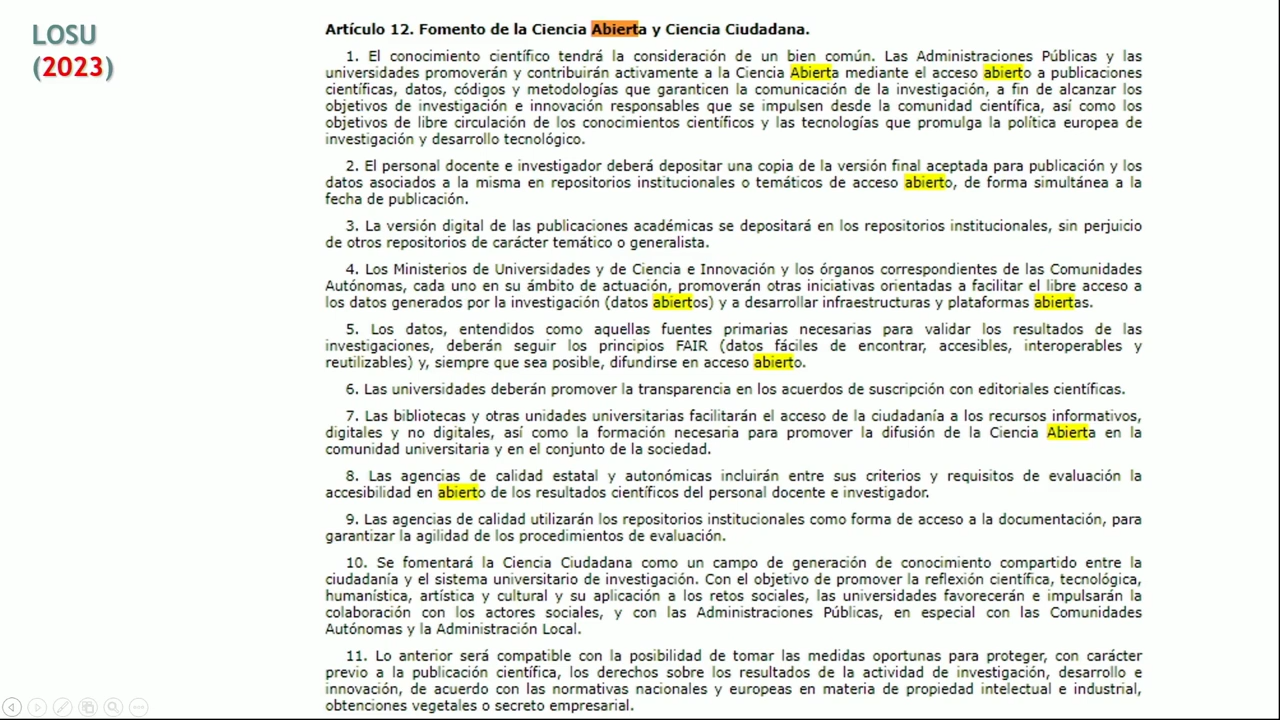 LOSU
(2023)
Artículo 12. Fomento de la Ciencia Abierta y Ciencia Ciudadana.
1. El conocimiento científico tendrá la consideración de un bien común. Las Administraciones Públicas y las
universidades promoverán y contribuirán activamente a la Ciencia Abierta mediante el acceso abierto a publicaciones
científicas, datos, códigos y metodologías que garanticen la comunicación de la investigación, a fin de alcanzar los
objetivos de investigación e innovación responsables que se impulsen desde la comunidad científica, así como los
objetivos de libre circulación de los conocimientos científicos y las tecnologías que promulga la política europea de
investigación y desarrollo tecnológico.
2. El personal docente e investigador deberá depositar una copia de la versión final aceptada para publicación y los
datos asociados a la misma en repositorios institucionales o temáticos de acceso abierto, de forma simultánea a la
fecha de publicación.
3. La versión digital de las publicaciones académicas se depositará en los repositorios institucionales, sin perjuicio
de otros repositorios de carácter temático o generalista.
4. Los Ministerios de Universidades y de Ciencia e Innovación y los órganos correspondientes de las Comunidades
Autónomas, cada uno en su ámbito de actuación, promoverán otras iniciativas orientadas a facilitar el libre acceso a
los datos generados por la investigación (datos abiertos) y a desarrollar infraestructuras y plataformas abiertas.
5. Los datos, entendidos como aquellas fuentes primarias necesarias para validar los resultados de las
investigaciones, deberán seguir los principios FAIR (datos fáciles de encontrar, accesibles, interoperables y
reutilizables) y, siempre que sea posible, difundirse en acceso abierto.
6. Las universidades deberán promover la transparencia en los acuerdos de suscripción con editoriales científicas.
7. Las bibliotecas y otras unidades universitarias facilitarán el acceso de la ciudadanía a los recursos informativos,
digitales y no digitales, así como la formación necesaria para promover la difusión de la Ciencia Abierta en la
comunidad universitaria y en el conjunto de la sociedad.
8. Las agencias de calidad estatal y autonómicas incluirán entre sus criterios y requisitos de evaluación la
accesibilidad en abierto de los resultados científicos del personal docente e investigador.
9. Las agencias de calidad utilizarán los repositorios institucionales como forma de acceso a la documentación, para
garantizar la agilidad de los procedimientos de evaluación.
10. Se fomentará la Ciencia Ciudadana como un campo de generación de conocimiento compartido entre la
ciudadanía y el sistema universitario de investigación. Con el objetivo de promover la reflexión científica, tecnológica,
humanística, artística y cultural y su aplicación a los retos sociales, las universidades favorecerán e impulsarán la
colaboración con los actores sociales, y con las Administraciones Públicas, en especial con las Comunidades
Autónomas y la Administración Local.
11. Lo anterior será compatible con la posibilidad de tomar las medidas oportunas para proteger, con carácter
previo a la publicación científica, los derechos sobre los resultados de la actividad de investigación, desarrollo e
innovación, de acuerdo con las normativas nacionales y europeas en materia de propiedad intelectual e industrial,
obtenciones vegetales o secreto empresarial.